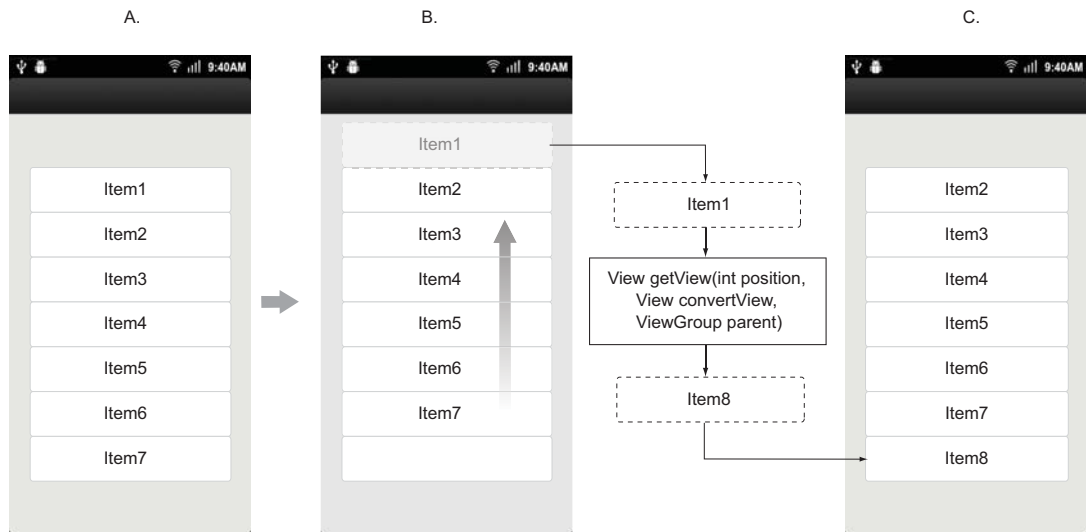 A.
B.
C.
9:40AM
Item1
Item2
Item3
Item4
Item5
Item6
Item7
9:40AM
Item1
Item2
Item3
Item4
Item5
Item6
Item7
Item1
View getView(int position,
View convertView,
ViewGroup parent)
Item8
9:40AM
Item2
Item3
Item4
Item5
Item6
Item7
Item8